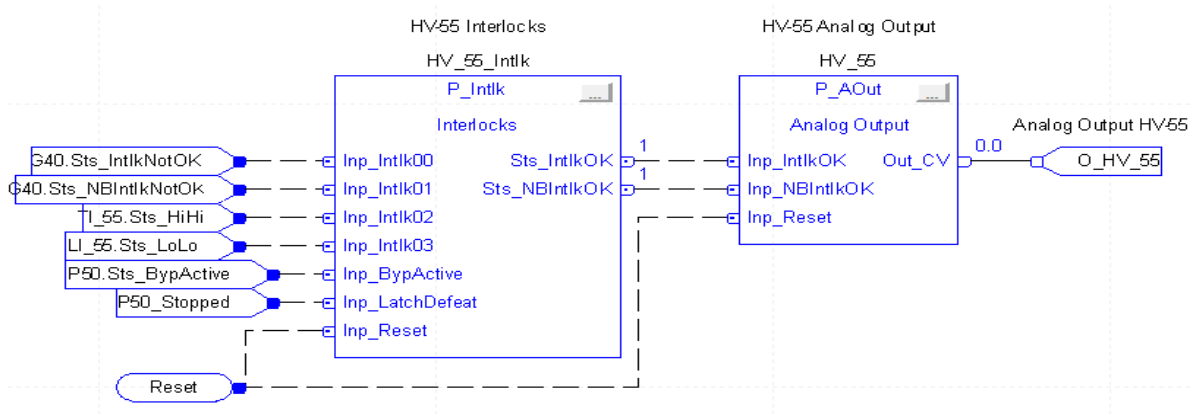 HV-55 Interlocks
HV_55_Intlk
P_Intlk
...
Interlocks
G40.Sts_IntlkNotOK
G40.Sts_NBIntlkNotOK
TI_55.Sts_HiHi
LI_55.Sts_LoLo
P50.Sts_BypActive
P50_Stopped
Reset
Inp_Intlk00
Inp_Intlk01
Inp_Intlk02
Inp_Intlk03
Inp_BypActive
Inp_LatchDefeat
Inp_Reset
Sts_IntlkOK
1
Sts_NBIntlkOK
1
HV-55 Analog Output
HV_55
P_AOut
...
Analog Output
Inp_IntlkOK
Inp_NBIntlkOK
Inp_Reset
Out_CV
0.0
Analog Output HV-55
O_HV_55